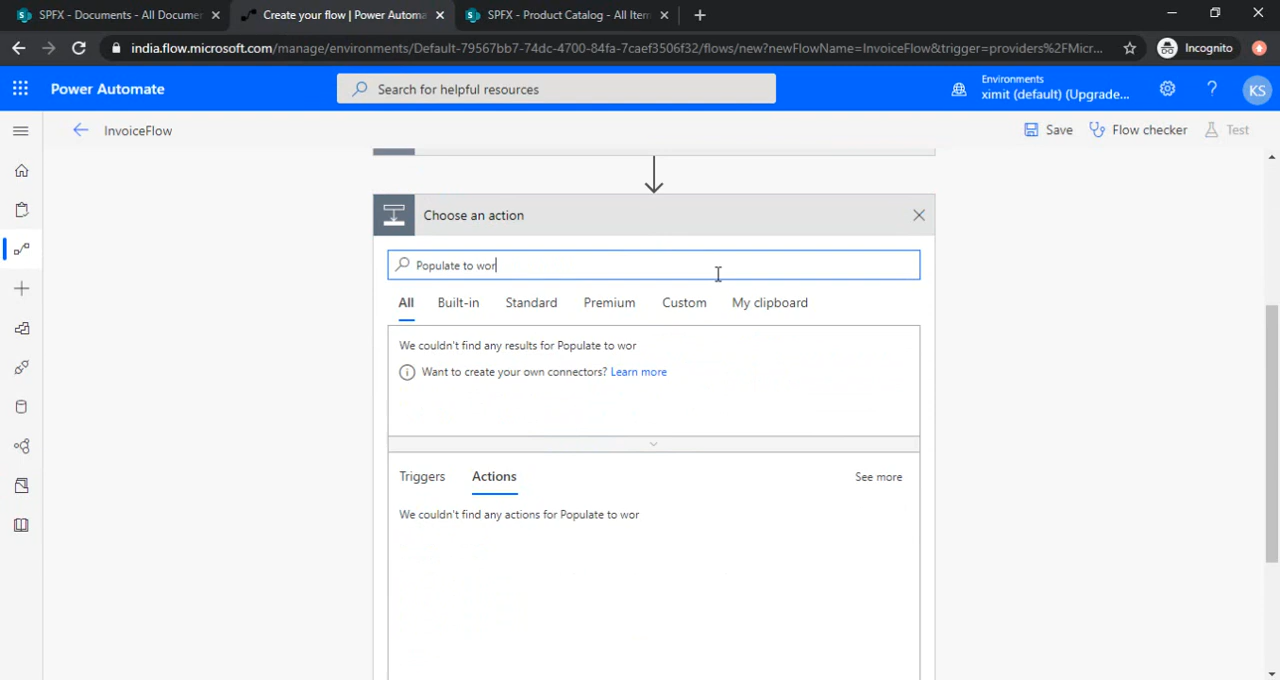 SPFX - Documents - All Documen
Create your flow | Power Automa
SPFX - Product Catalog - All Item
india.flow.microsoft.com/manage/environments/Default-79567bb7-74dc-4700-84fa-7caef3506f32/flows/new?newFlowName=InvoiceFlow&trigger=providers%2FMicr...
Incognito
Power Automate
Search for helpful resources
Environments
ximit (default) (Upgrade...
KS
InvoiceFlow
Save
Flow checker
Test
Choose an action
Populate to wor
All
Built-in
Standard
Premium
Custom
My clipboard
We couldn't find any results for Populate to wor
Want to create your own connectors? Learn more
Triggers
Actions
See more
We couldn't find any actions for Populate to wor